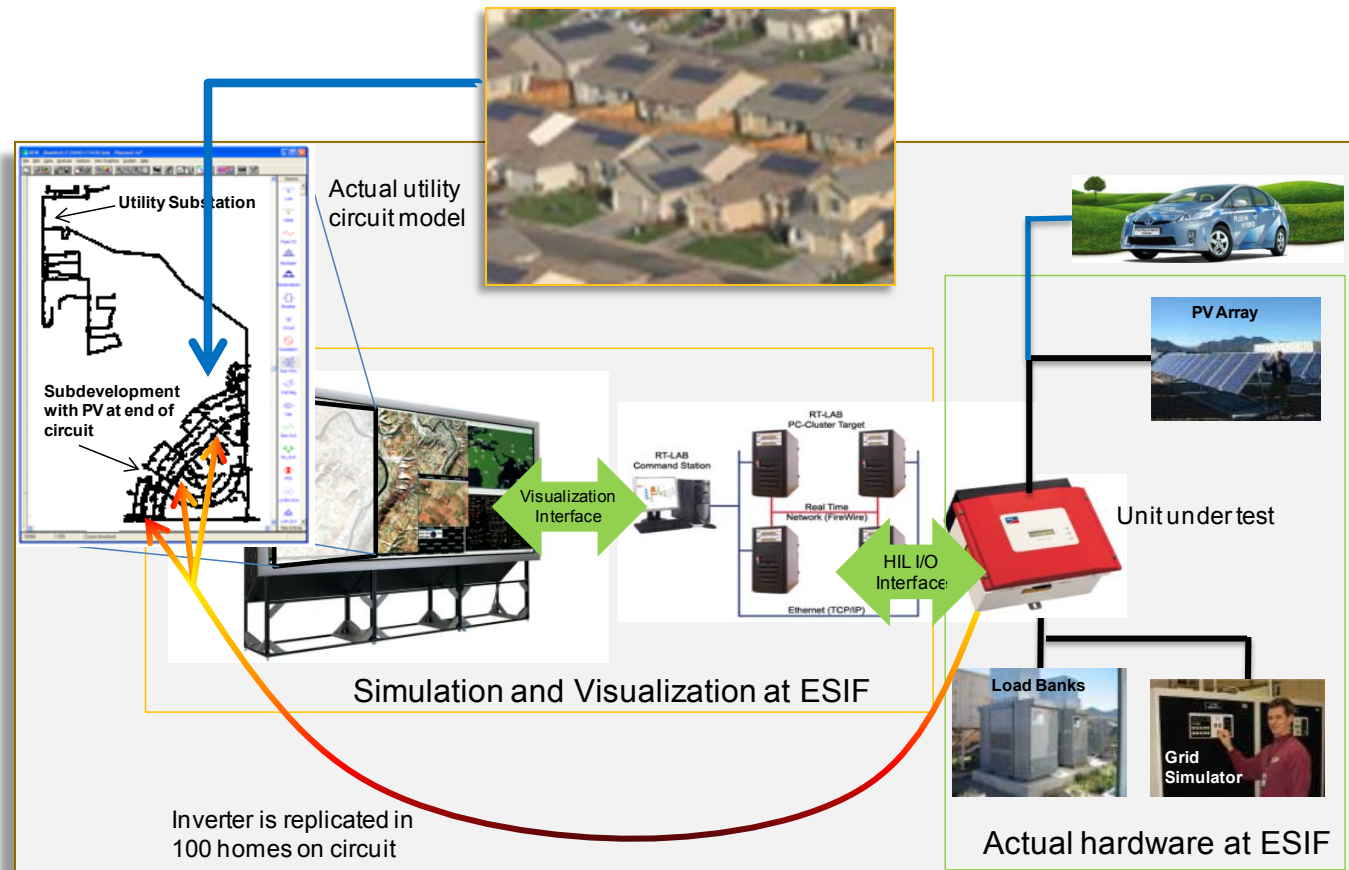 Utility Substation
Actual utility
circuit model
Subdevelopment
with PV at end of
circuit
PLUG-IN
HYBRID
PV Array
RT-LAB
PC-Cluster Target
RT-LAB
Command Station
Visualization
Interface
Real Time
Network (FireWire)
HIL I/O
Interface
Ethernet (TCP/IP)
Unit under test
Simulation and Visualization at ESIF
Load Banks
Grid
Simulator
Inverter is replicated in
100 homes on circuit
Actual hardware at ESIF